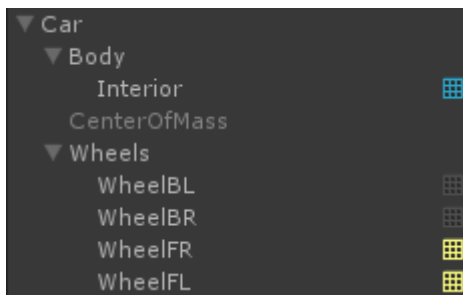 Car
Body
Interior
CenterOfMass
Wheels
WheelBL
WheelBR
WheelFR
WheelFL